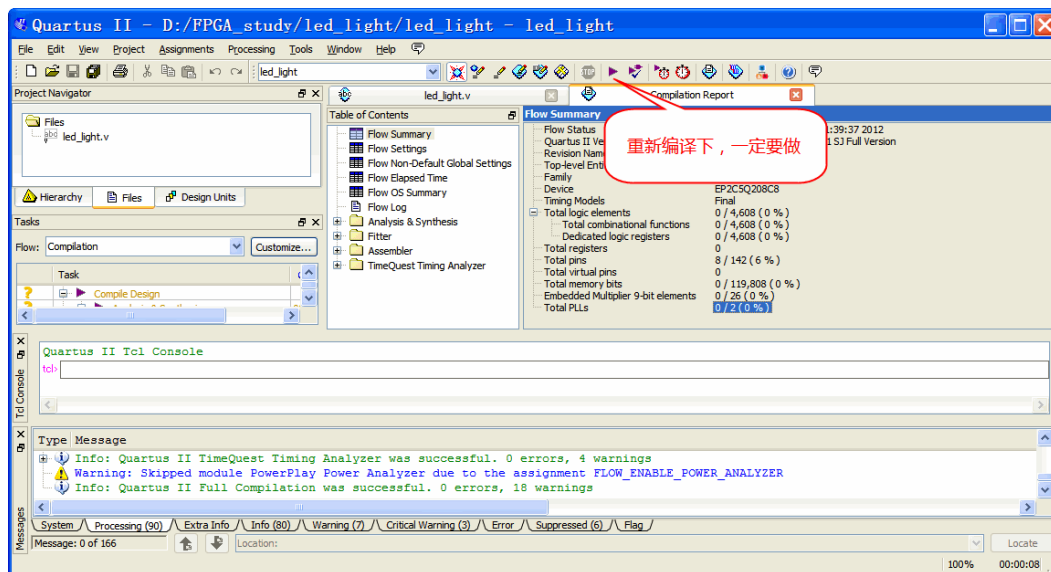 Quartus II - D:/FPGA_study/led_light/led_light - led_light
File Edit View Project Assignments Processing Tools Window Help
led_light
Project Navigator
Files
led_light.v
Hierarchy Files Design Units
Tasks
Flow: Compilation Customize...
Task
Compile Design
led_light.v Compilation Report
Table of Contents
Flow Summary
Flow Settings
Flow Non-Default Global Settings
Flow Elapsed Time
Flow OS Summary
Flow Log
Analysis & Synthesis
Fitter
Assembler
TimeQuest Timing Analyzer
Flow Summary
Flow Status :39:37 2012
Quartus II Ve 1 SJ Full Version
Revision Name
Top-level Enti
Family
Device EP2C5Q208C8
Timing Models Final
Total logic elements 0 / 4,608 ( 0 % )
Total combinational functions 0 / 4,608 ( 0 % )
Dedicated logic registers 0 / 4,608 ( 0 % )
Total registers 0
Total pins 8 / 142 ( 6 % )
Total virtual pins 0
Total memory bits 0 / 119,808 ( 0 % )
Embedded Multiplier 9-bit elements 0 / 26 ( 0 % )
Total PLLs 0 / 2 ( 0 % )
重新编译下，一定要做
Quartus II Tcl Console
tcl>
Tcl Console
Type Message
Info: Quartus II TimeQuest Timing Analyzer was successful. 0 errors, 4 warnings
Warning: Skipped module PowerPlay Power Analyzer due to the assignment FLOW_ENABLE_POWER_ANALYZER
Info: Quartus II Full Compilation was successful. 0 errors, 18 warnings
System Processing (90) Extra Info Info (80) Warning (7) Critical Warning (3) Error Suppressed (6) Flag
Messages
Message: 0 of 166 Location: Locate
100% 00:00:08